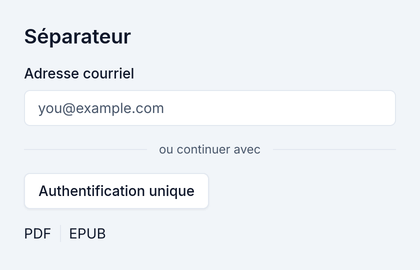 Séparateur
Adresse courriel
you@example.com
ou continuer avec
Authentification unique
PDF EPUB